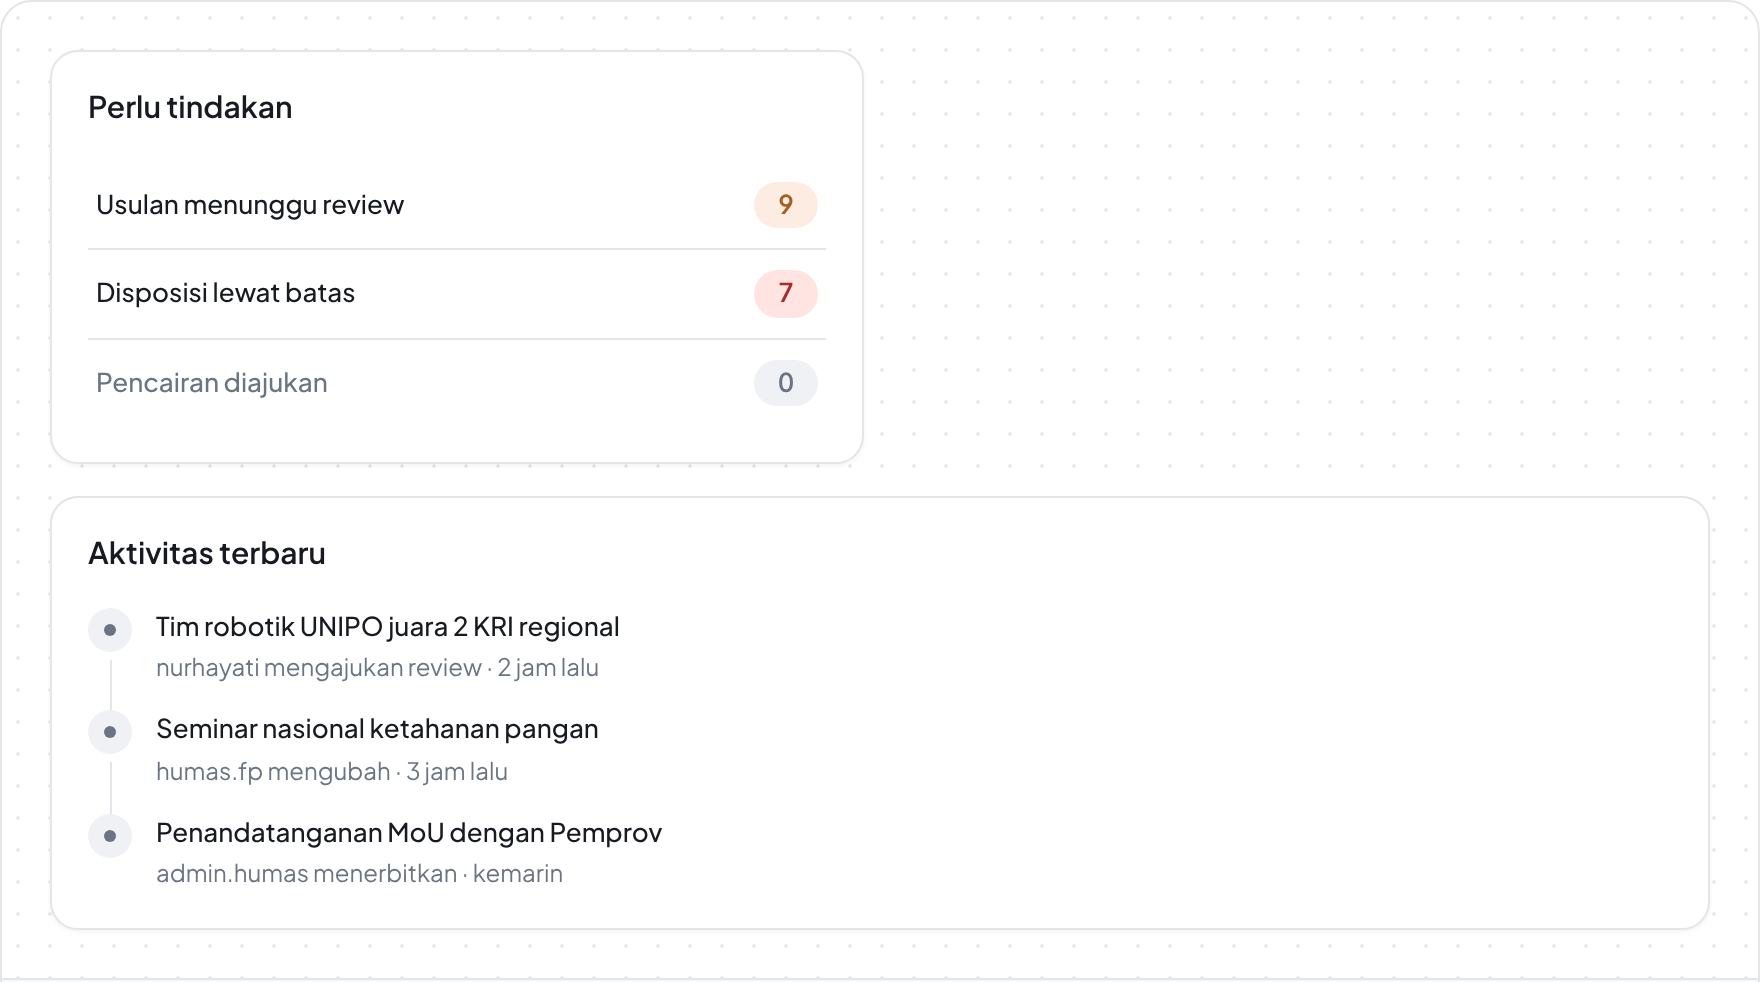 Perlu tindakan
Usulan menunggu review 9
Disposisi lewat batas 7
Pencairan diajukan 0
Aktivitas terbaru
Tim robotik UNIPO juara 2 KRI regional
nurhayati mengajukan review · 2 jam lalu
Seminar nasional ketahanan pangan
humas.fp mengubah · 3 jam lalu
Penandatanganan MoU dengan Pemprov
admin.humas menerbitkan · kemarin